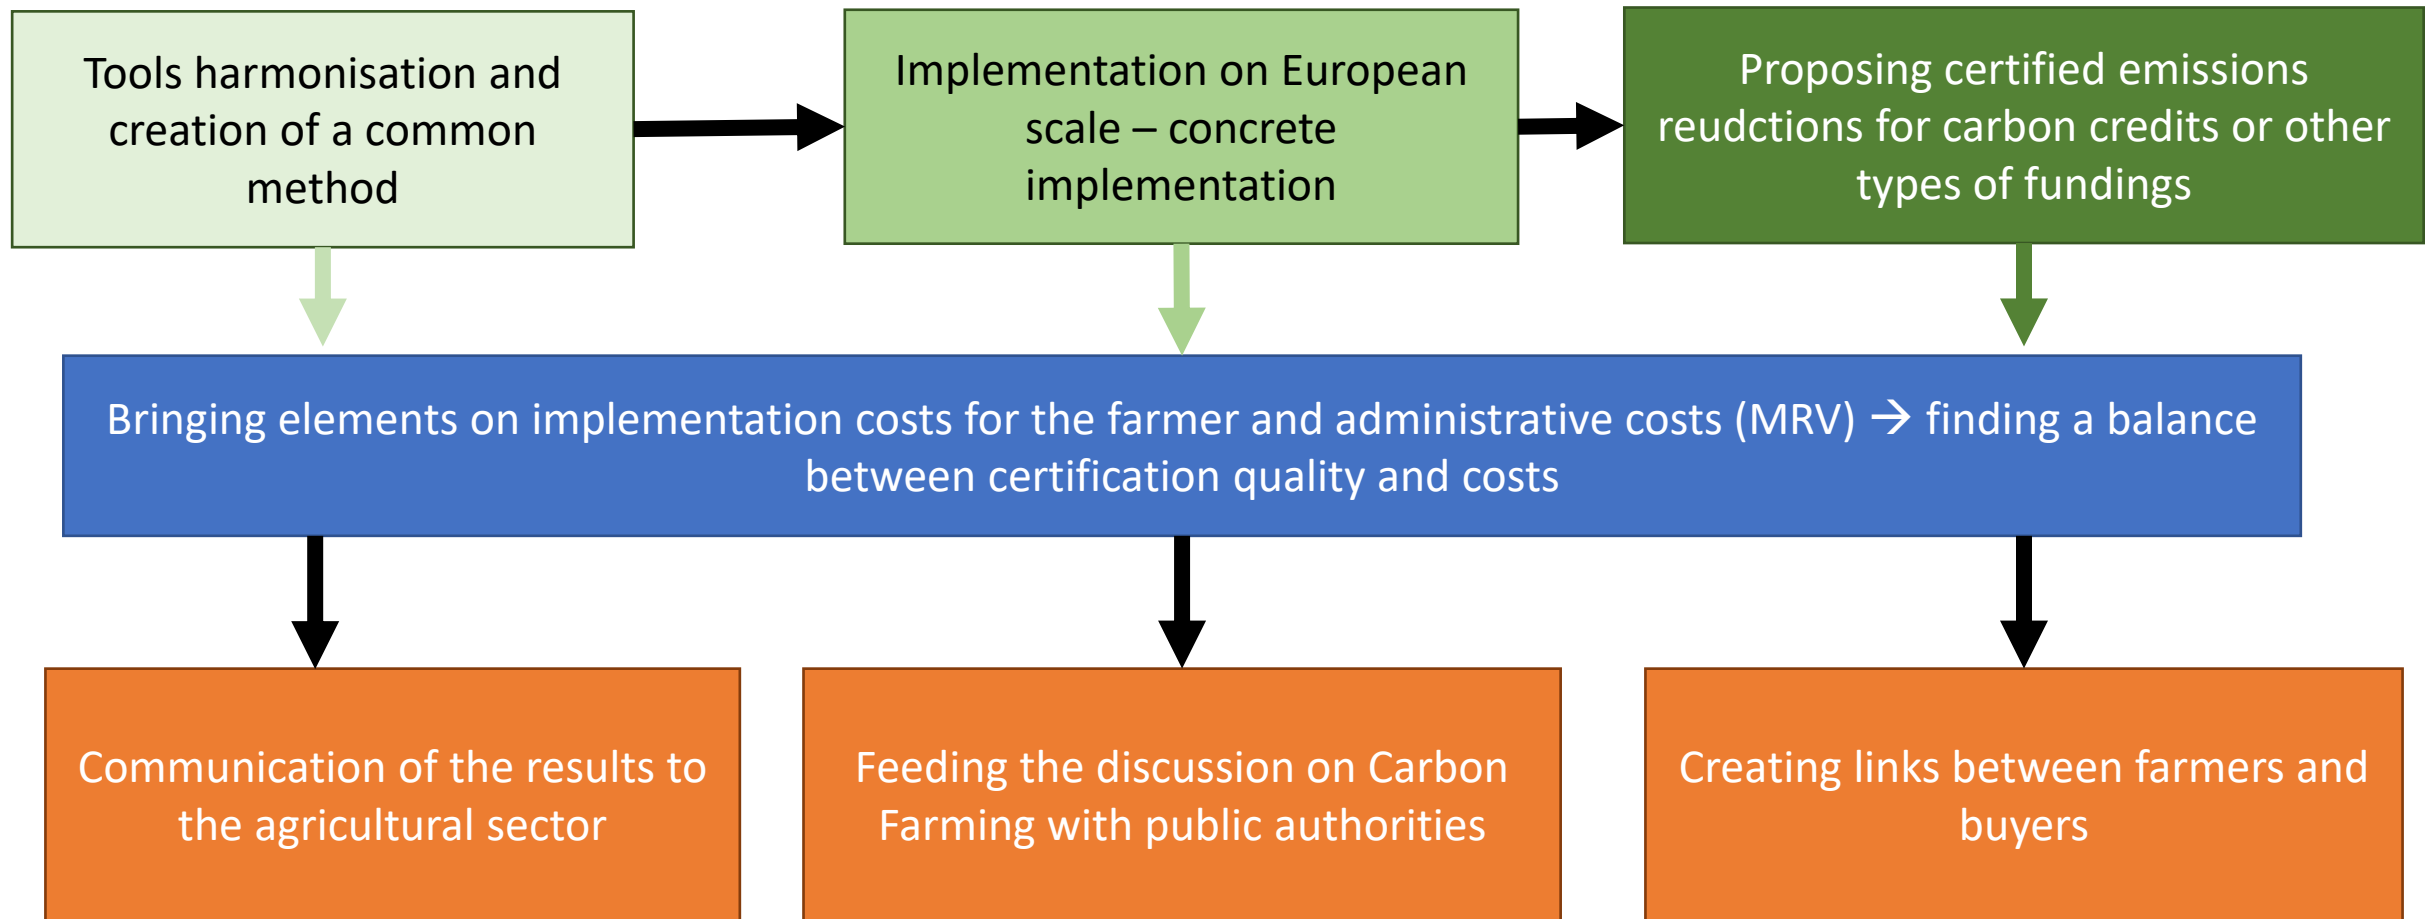 Tools harmonisation and
creation of a common
method
Implementation on European
scale – concrete
implementation
Proposing certified emissions
reudctions for carbon credits or other
types of fundings
Bringing elements on implementation costs for the farmer and administrative costs (MRV) → finding a balance
between certification quality and costs
Communication of the results to
the agricultural sector
Feeding the discussion on Carbon
Farming with public authorities
Creating links between farmers and
buyers